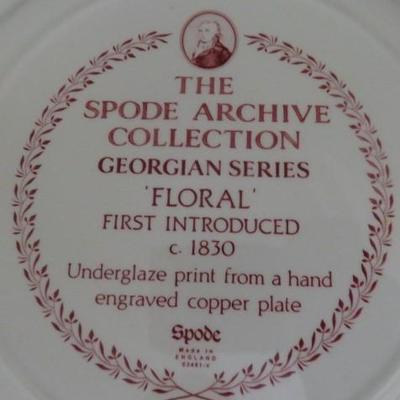 THE
SPODE ARCHIVE
COLLECTION
GEORGIAN SERIES
'FLORAL'
FIRST INTRODUCED
c. 1830
Underglaze print from a hand
engraved copper plate
Spode
Made in
ENGLAND